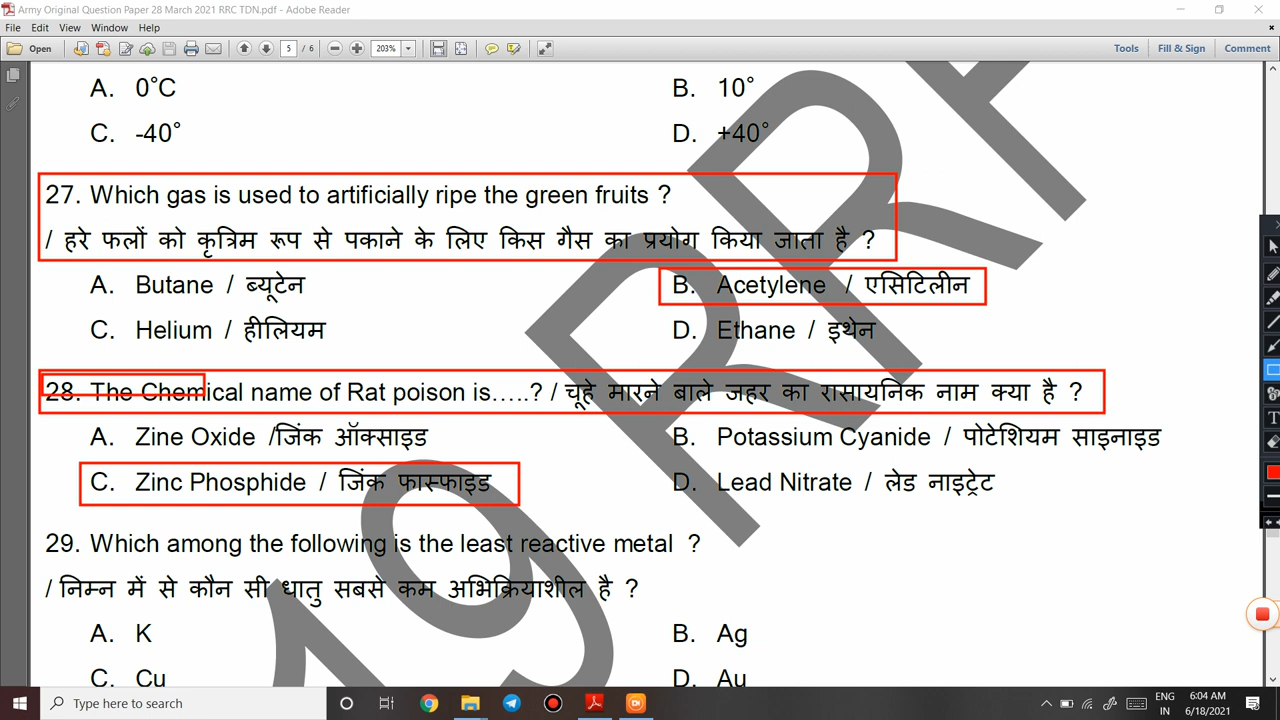 Army Original Question Paper 28 March 2021 RRC TDN.pdf - Adobe Reader
File Edit View Window Help
Open 5 / 6 203% Tools Fill & Sign Comment
A. 0°C B. 10°
C. -40° D. +40°
27. Which gas is used to artificially ripe the green fruits ?
/ हरे फलों को कृत्रिम रूप से पकाने के लिए किस गैस का प्रयोग किया जाता है ?
A. Butane / ब्यूटेन B. Acetylene / एसिटिलीन
C. Helium / हीलियम D. Ethane / इथेन
28. The Chemical name of Rat poison is.....? / चूहे मारने बाले जहर का रासायनिक नाम क्या है ?
A. Zine Oxide /जिंक ऑक्साइड B. Potassium Cyanide / पोटेशियम साइनाइड
C. Zinc Phosphide / जिंक फास्फाइड D. Lead Nitrate / लेड नाइट्रेट
29. Which among the following is the least reactive metal ?
/ निम्न में से कौन सी धातु सबसे कम अभिक्रियाशील है ?
A. K B. Ag
C. Cu D. Au
19 RRR
Type here to search
ENG 6:04 AM
IN 6/18/2021